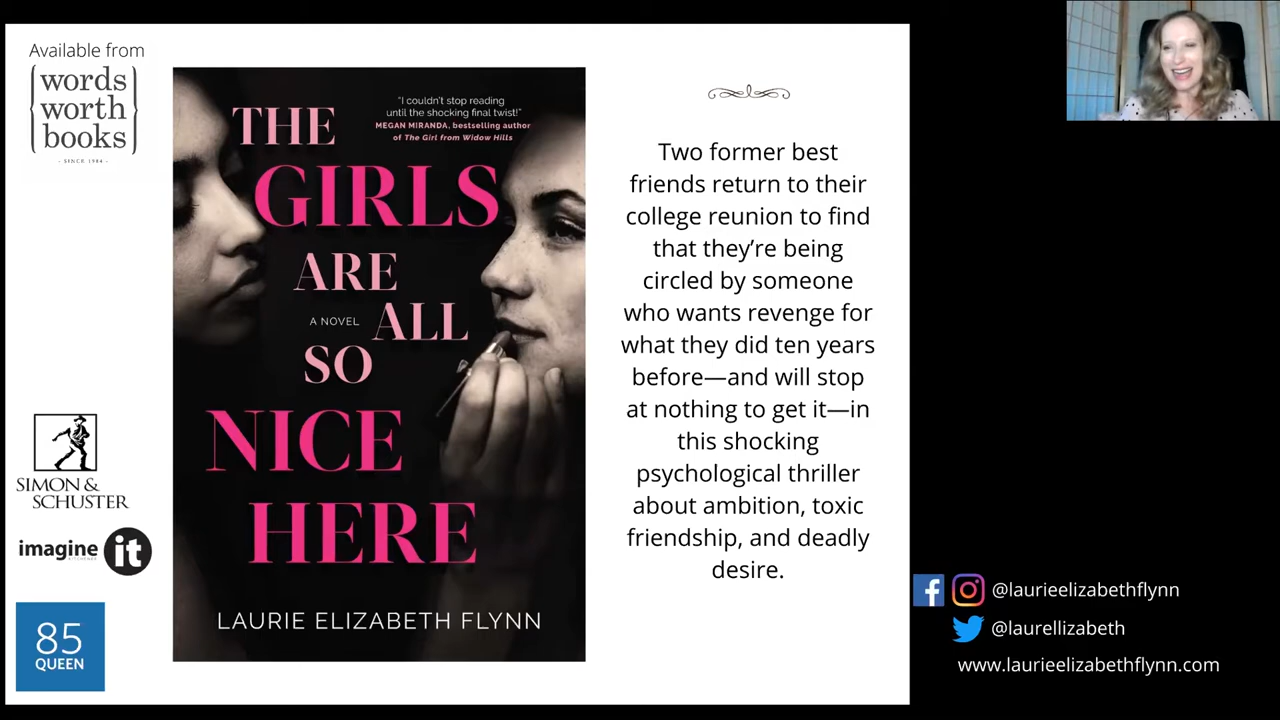 Available from
words
worth
books
- SINCE 1984 -
SIMON &
SCHUSTER
imagine it
85
QUEEN
"I couldn't stop reading
until the shocking final twist!"
MEGAN MIRANDA, bestselling author
of The Girl from Widow Hills
THE
GIRLS
ARE
A NOVEL ALL
SO
NICE
HERE
LAURIE ELIZABETH FLYNN
Two former best
friends return to their
college reunion to find
that they’re being
circled by someone
who wants revenge for
what they did ten years
before—and will stop
at nothing to get it—in
this shocking
psychological thriller
about ambition, toxic
friendship, and deadly
desire.
@laurieelizabethflynn
@laurellizabeth
www.laurieelizabethflynn.com